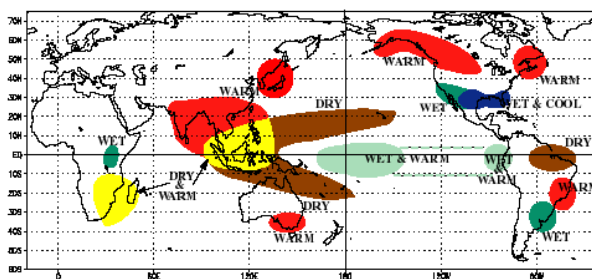 70N
60N
50N
40N
30N
20N
10N
EQ
10S
20S
30S
40S
50S
60S
70S
80S
WARM
WARM
WARM
WET
WET & COOL
DRY
WET
WET & WARM
WET
&
WARM
DRY
DRY
&
WARM
DRY
WARM
WARM
WET
0
120E
180
120W
60W